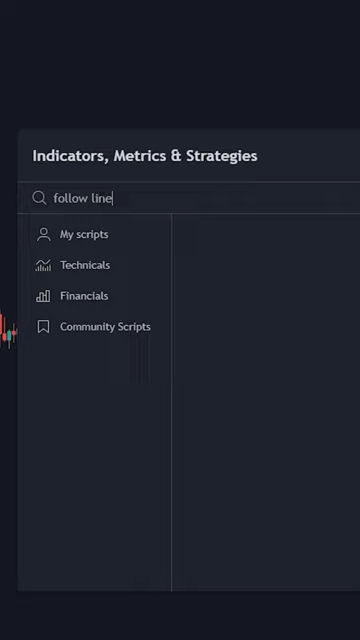 Indicators, Metrics & Strategies
follow line
My scripts
Technicals
Financials
Community Scripts